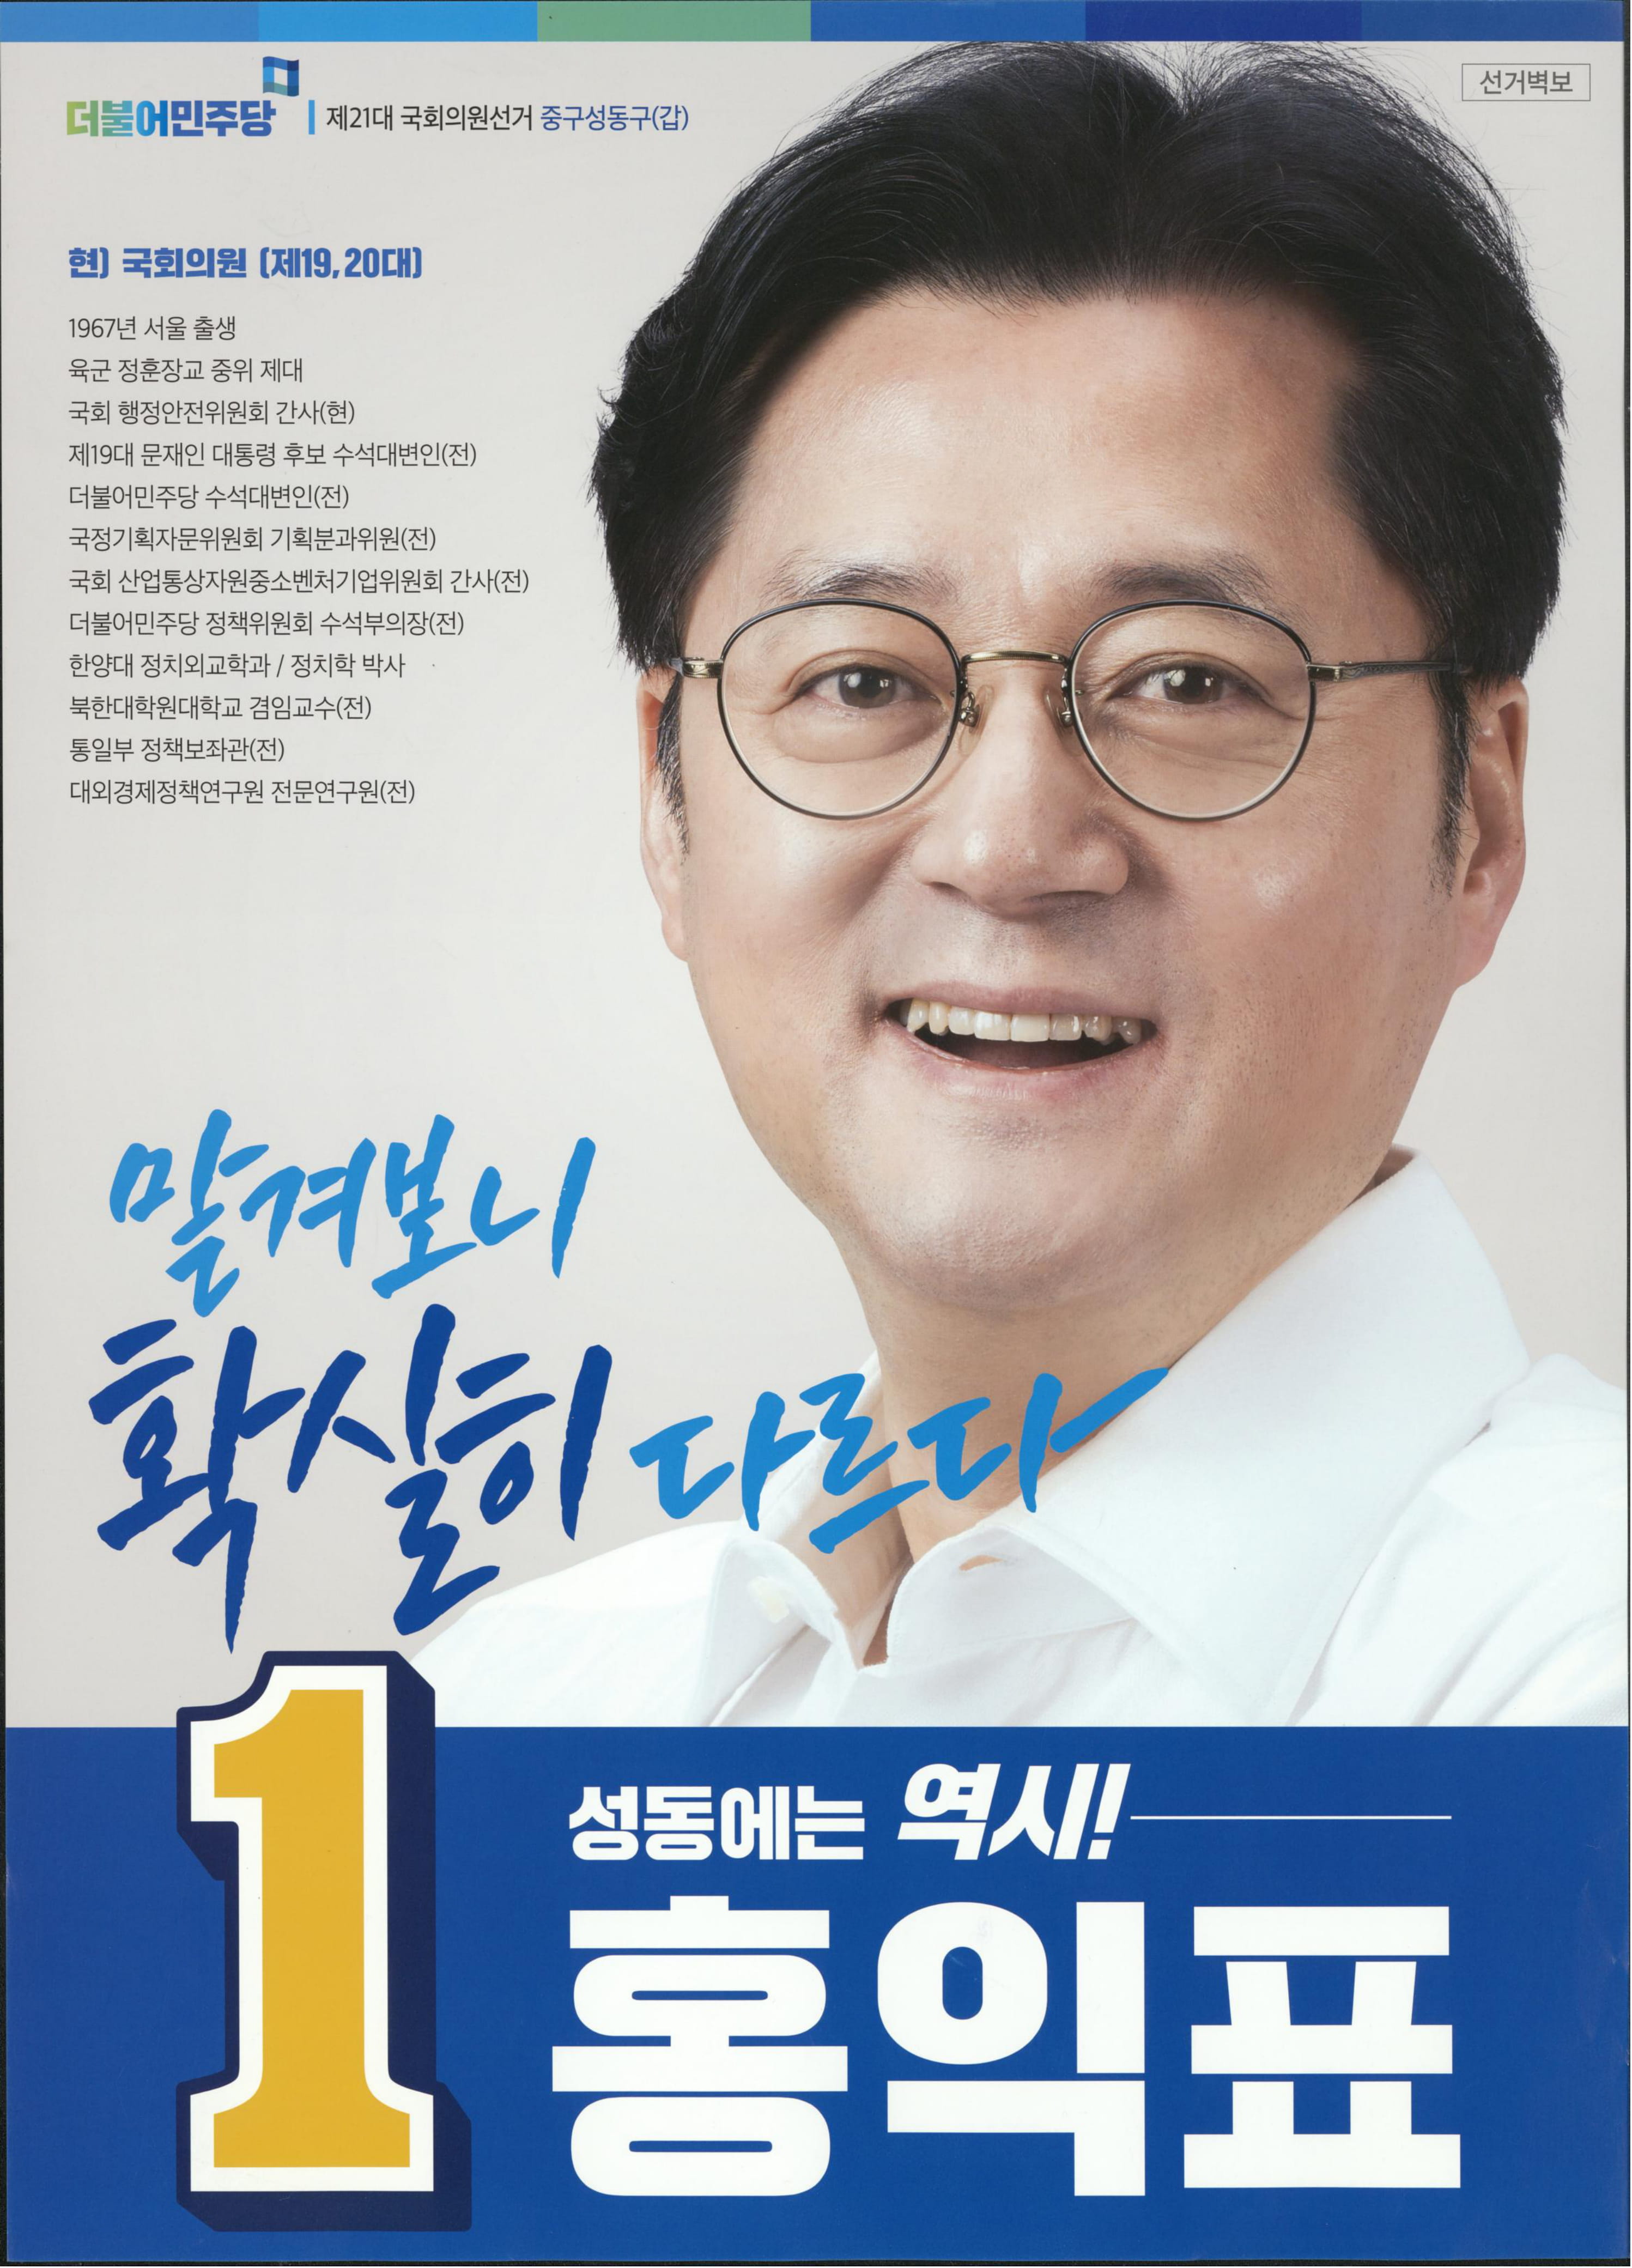 더불어민주당 제21대 국회의원선거 중구성동구(갑)
선거벽보
현) 국회의원 (제19, 20대)
1967년 서울 출생
육군 정훈장교 중위 제대
국회 행정안전위원회 간사(현)
제19대 문재인 대통령 후보 수석대변인(전)
더불어민주당 수석대변인(전)
국정기획자문위원회 기획분과위원(전)
국회 산업통상자원중소벤처기업위원회 간사(전)
더불어민주당 정책위원회 수석부의장(전)
한양대 정치외교학과 / 정치학 박사
북한대학원대학교 겸임교수(전)
통일부 정책보좌관(전)
대외경제정책연구원 전문연구원(전)
맡겨보니
확실히 다르다
1
성동에는 역시!
홍익표